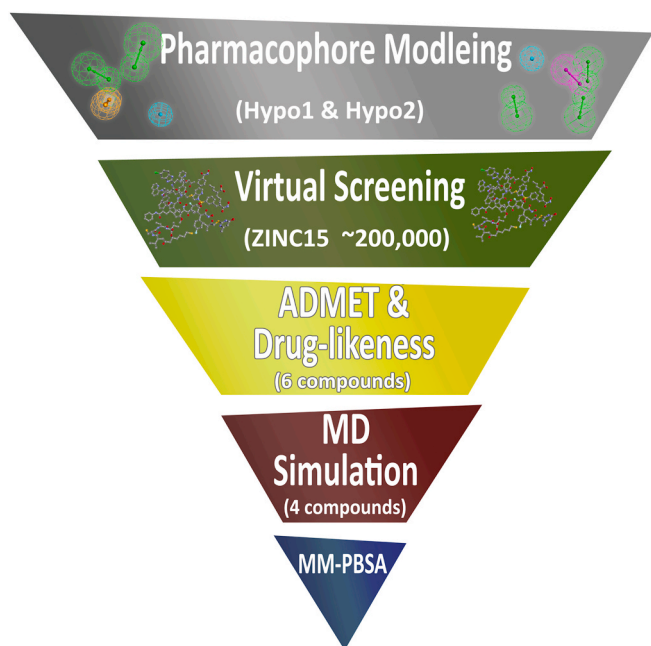 Pharmacophore Modleing
(Hypo1 & Hypo2)
Virtual Screening
(ZINC15 ~200,000)
ADMET &
Drug-likeness
(6 compounds)
MD
Simulation
(4 compounds)
MM-PBSA